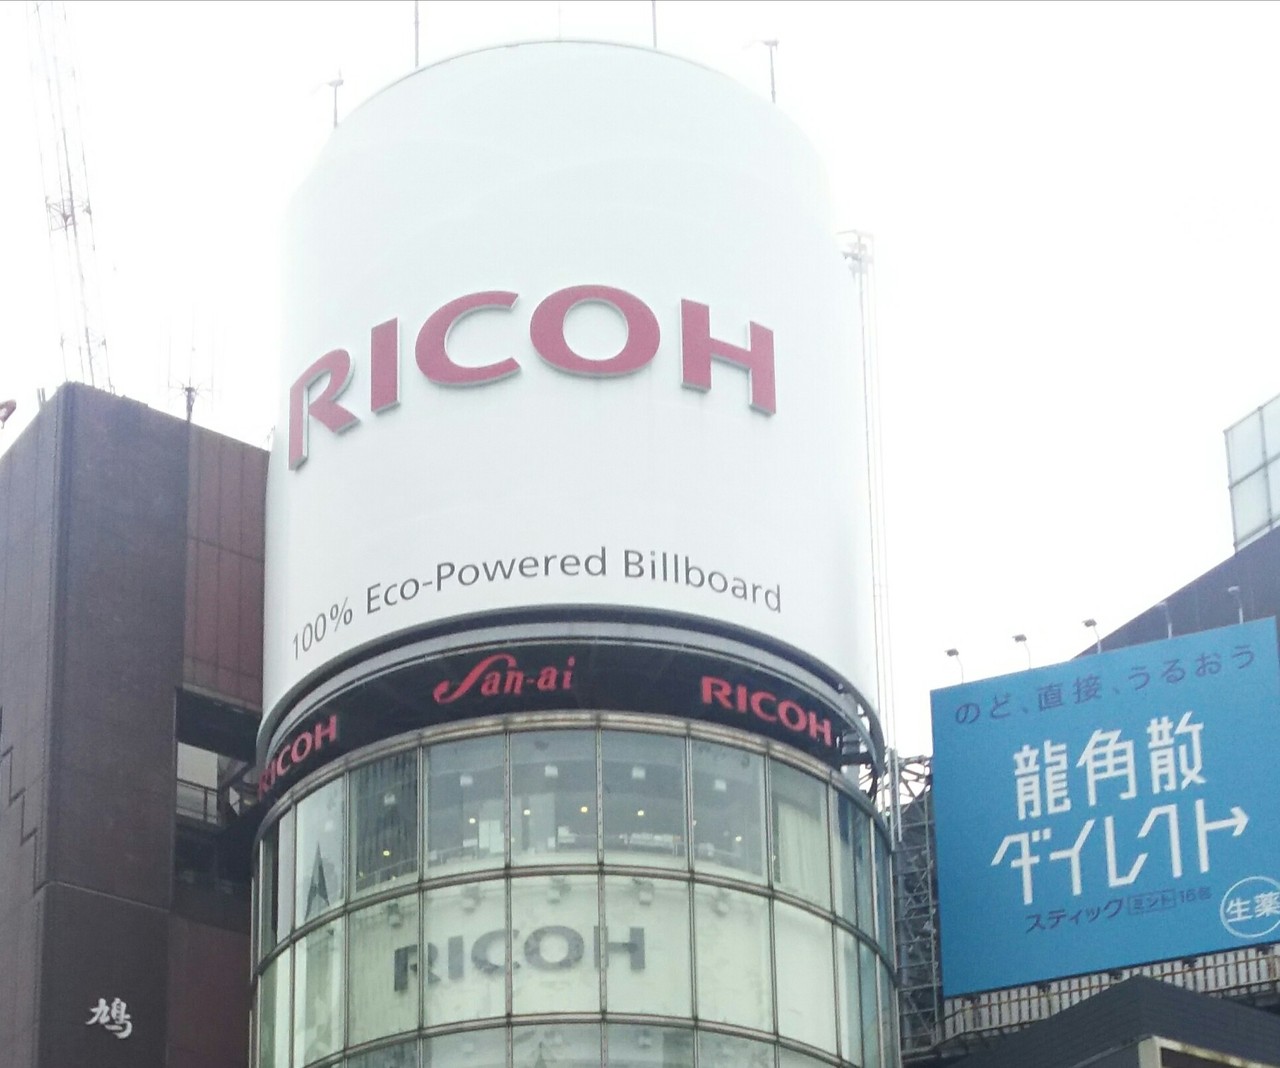 RICOH
100% Eco-Powered Billboard
RICOH
San-ai
RICOH
RICOH
鳩
のど、直接、うるおう
龍角散
ダイレクト
スティック ミント 16包
生薬